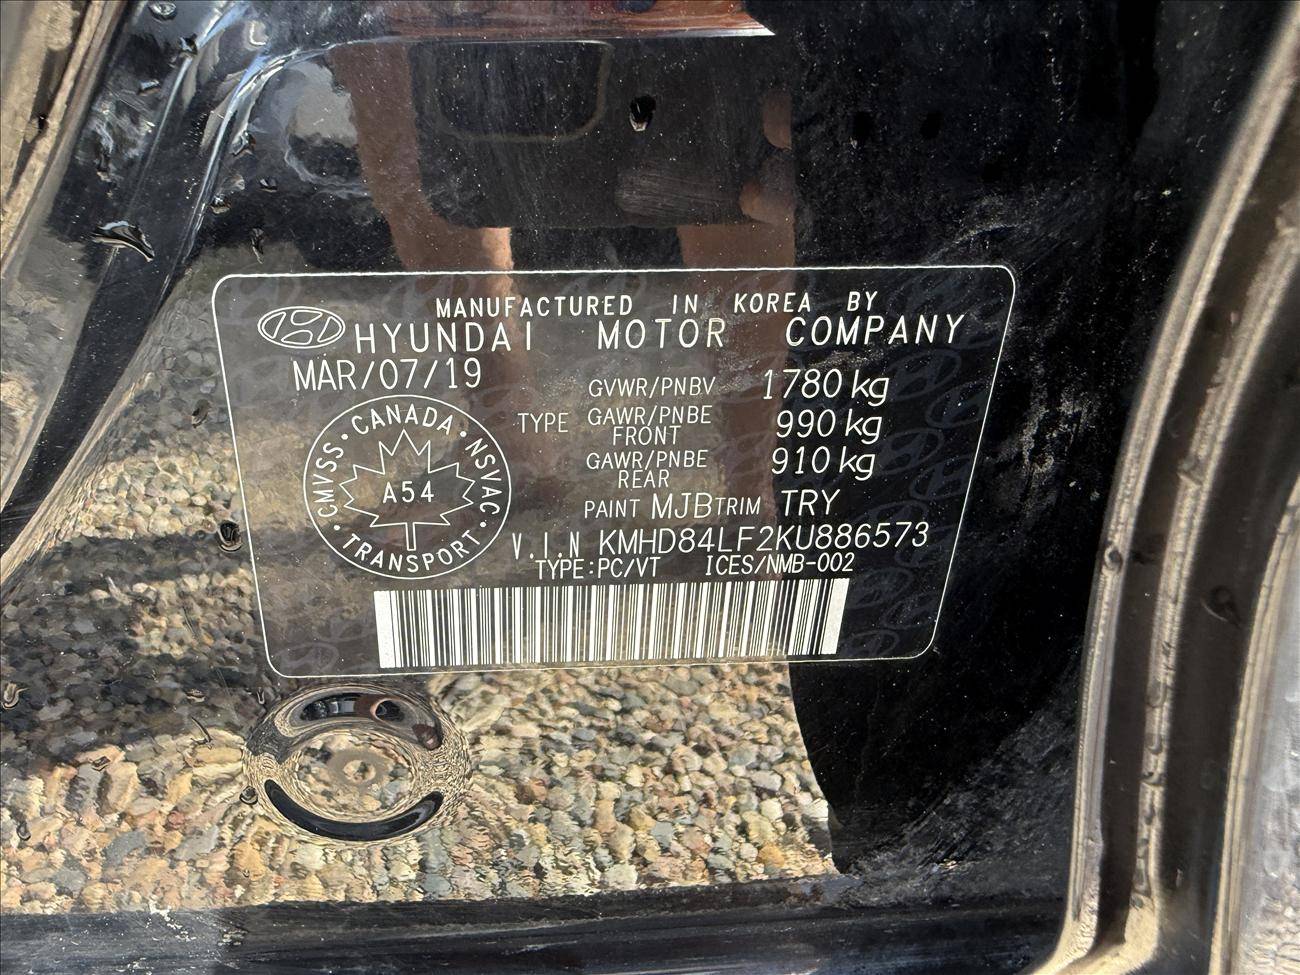 MANUFACTURED IN KOREA BY
HYUNDAI MOTOR COMPANY
MAR/07/19
GVWR/PNBV 1780 kg
TYPE GAWR/PNBE FRONT 990 kg
GAWR/PNBE REAR 910 kg
PAINT MJB TRIM TRY
V.I.N KMHD84LF2KU886573
TYPE:PC/VT ICES/NMB-002
CMVSS • CANADA • NSVAC • TRANSPORT •
A54